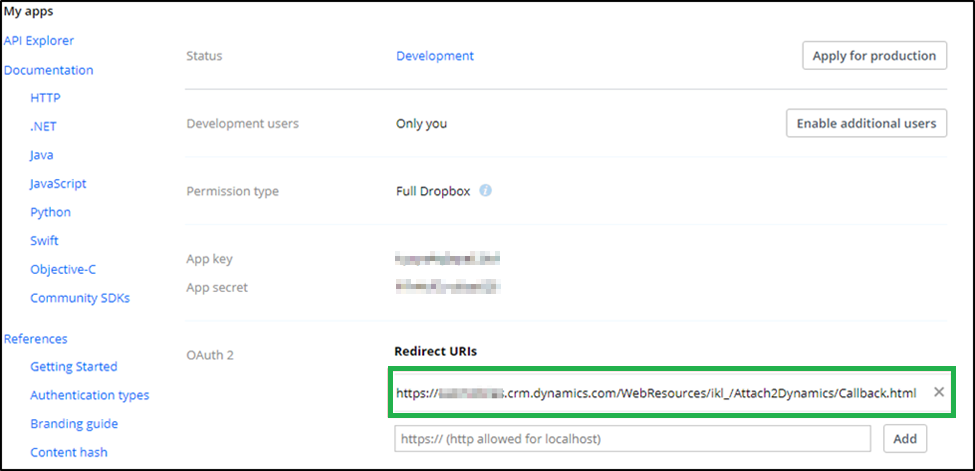 My apps
API Explorer
Documentation
HTTP
.NET
Java
JavaScript
Python
Swift
Objective-C
Community SDKs
References
Getting Started
Authentication types
Branding guide
Content hash
Status Development Apply for production
Development users Only you Enable additional users
Permission type Full Dropbox i
App key
App secret
OAuth 2 Redirect URIs
https:// .crm.dynamics.com/WebResources/ikl_/Attach2Dynamics/Callback.html ×
https:// (http allowed for localhost) Add